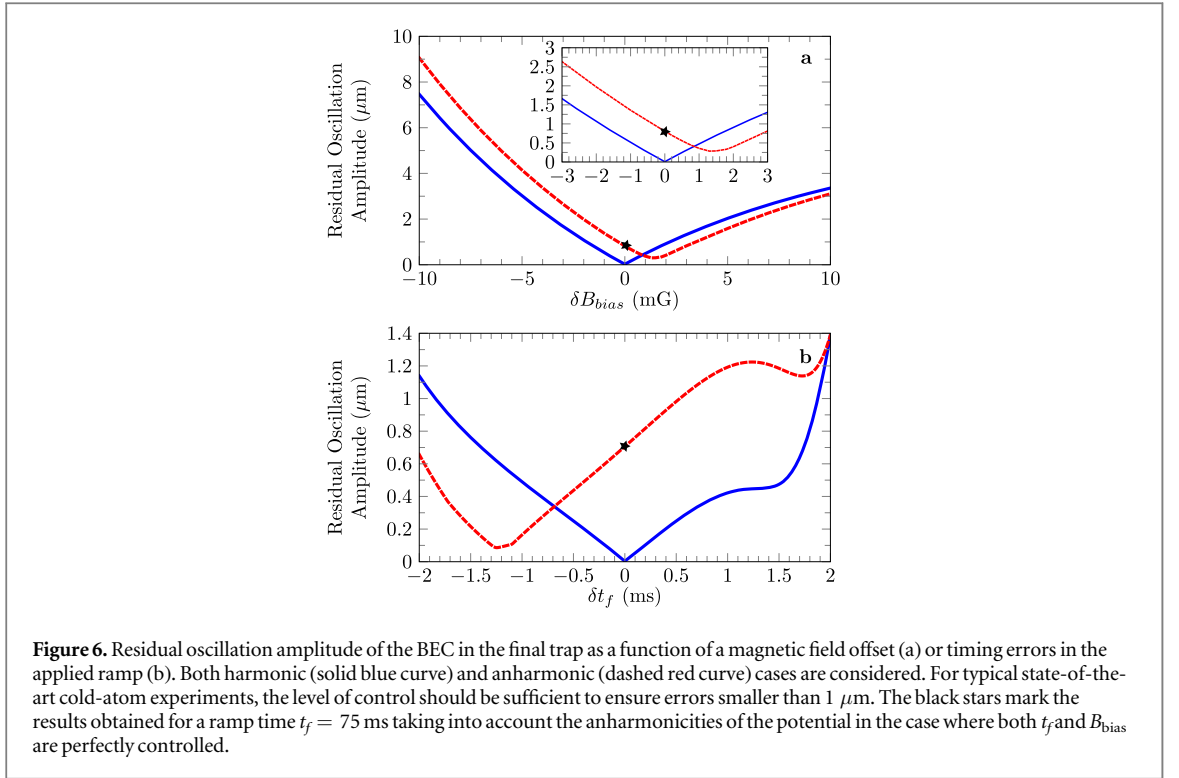 10
8
6
4
2
0
Residual Oscillation
Amplitude (μm)
a
3
2.5
2
1.5
1
0.5
0
−3 −2 −1 0 1 2 3
−10 −5 0 5 10
δB_bias (mG)
1.4
1.2
1
0.8
0.6
0.4
0.2
0
Residual Oscillation
Amplitude (μm)
b
−2 −1.5 −1 −0.5 0 0.5 1 1.5 2
δt_f (ms)
Figure 6. Residual oscillation amplitude of the BEC in the final trap as a function of a magnetic field offset (a) or timing errors in the
applied ramp (b). Both harmonic (solid blue curve) and anharmonic (dashed red curve) cases are considered. For typical state-of-the-
art cold-atom experiments, the level of control should be sufficient to ensure errors smaller than 1 μm. The black stars mark the
results obtained for a ramp time t_f = 75 ms taking into account the anharmonicities of the potential in the case where both t_f and B_bias
are perfectly controlled.